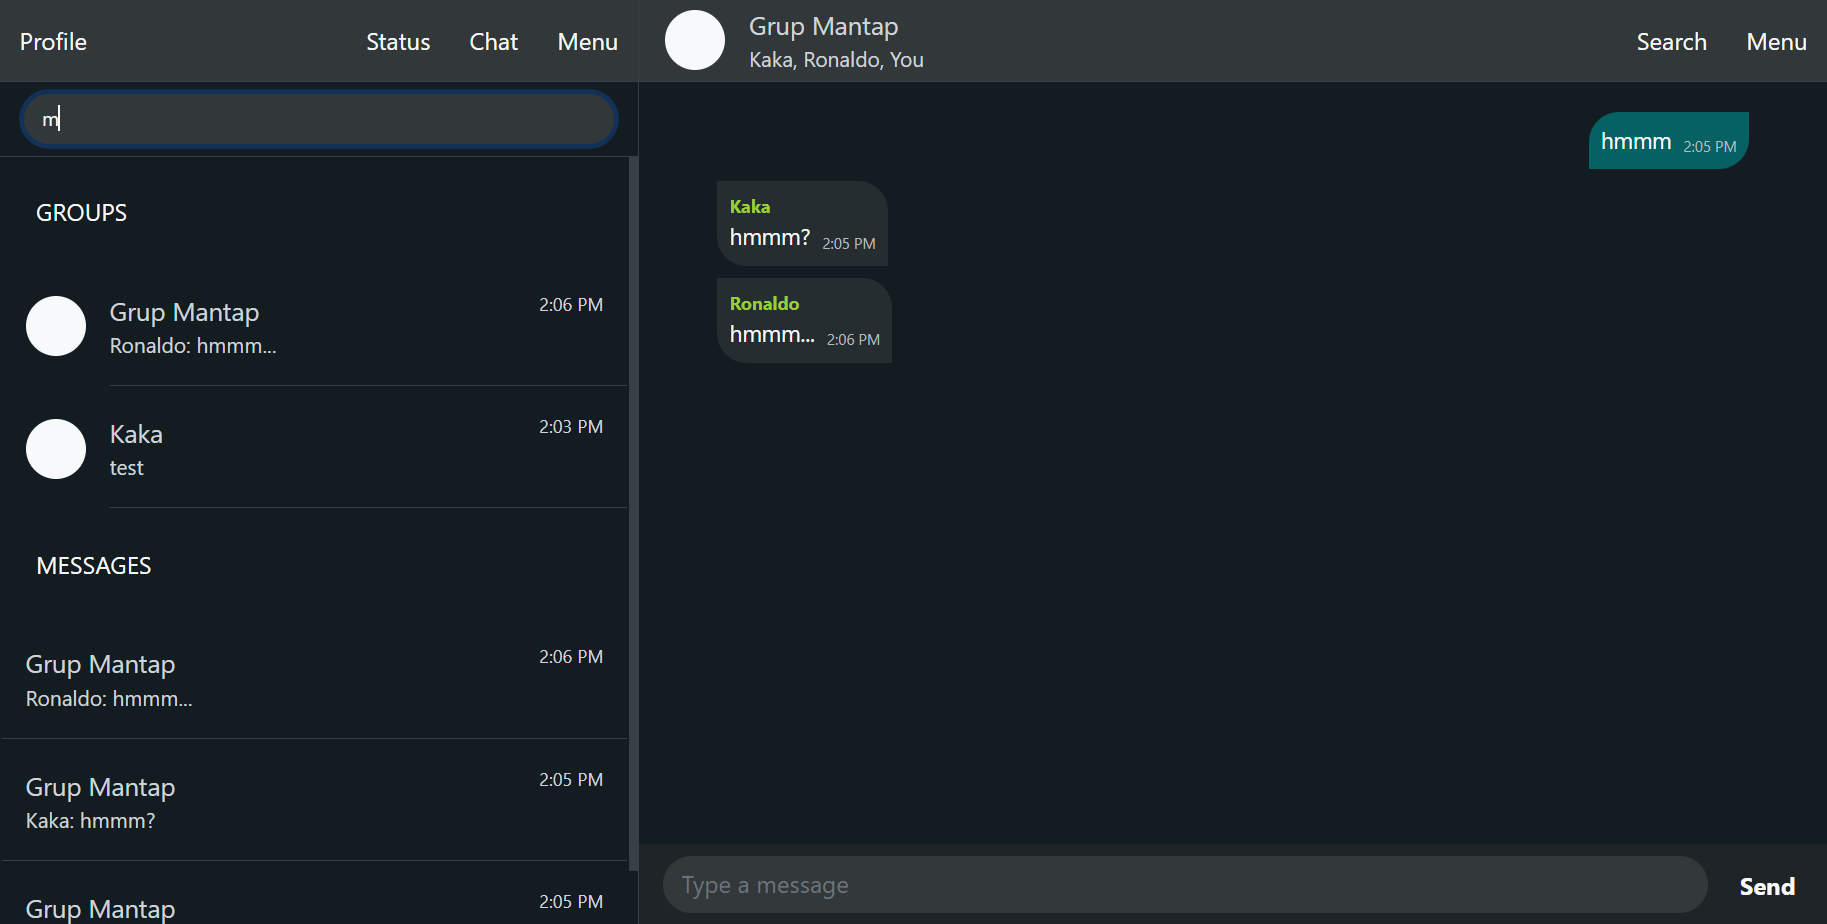 Profile
Status
Chat
Menu
m
GROUPS
Grup Mantap
2:06 PM
Ronaldo: hmmm...
Kaka
2:03 PM
test
MESSAGES
Grup Mantap
2:06 PM
Ronaldo: hmmm...
Grup Mantap
2:05 PM
Kaka: hmmm?
Grup Mantap
2:05 PM
Grup Mantap
Kaka, Ronaldo, You
Search
Menu
hmmm 2:05 PM
Kaka
hmmm? 2:05 PM
Ronaldo
hmmm... 2:06 PM
Type a message
Send